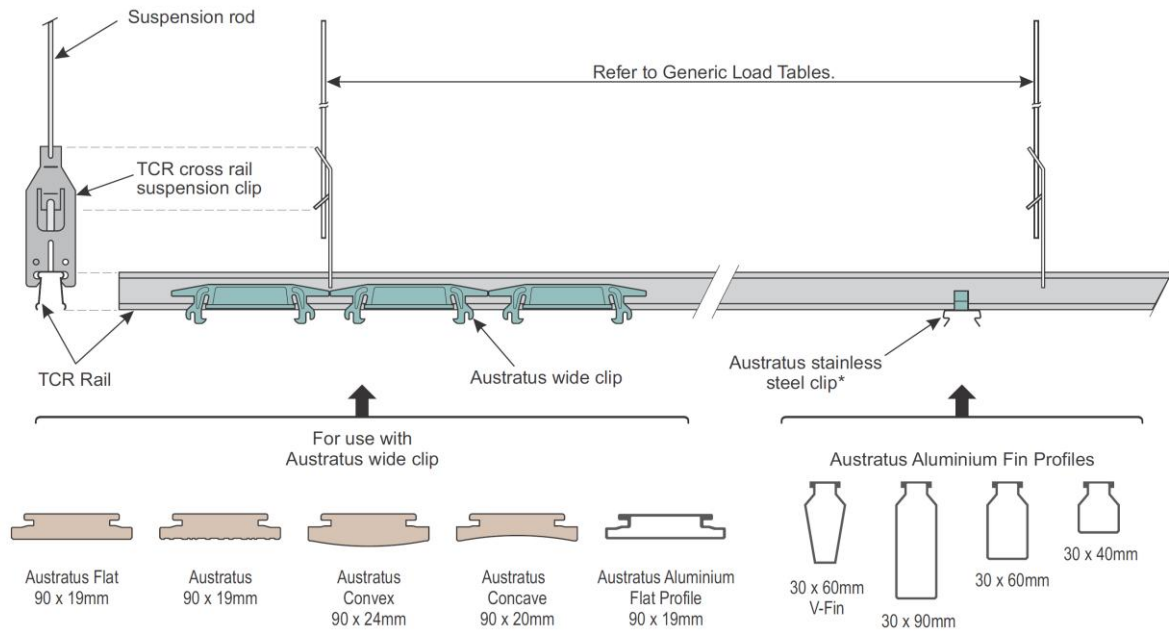 Suspension rod
Refer to Generic Load Tables.
TCR cross rail
suspension clip
TCR Rail
Austratus wide clip
Austratus stainless
steel clip*
For use with
Austratus wide clip
Austratus Aluminium Fin Profiles
Austratus Flat
90 x 19mm
Austratus
90 x 19mm
Austratus
Convex
90 x 24mm
Austratus
Concave
90 x 20mm
Austratus Aluminium
Flat Profile
90 x 19mm
30 x 60mm
V-Fin
30 x 90mm
30 x 60mm
30 x 40mm